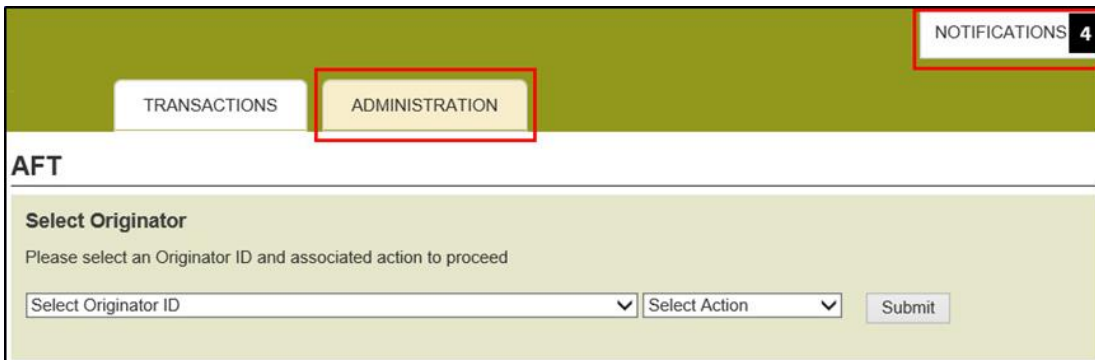 NOTIFICATIONS 4
TRANSACTIONS ADMINISTRATION
AFT
Select Originator
Please select an Originator ID and associated action to proceed
Select Originator ID Select Action Submit